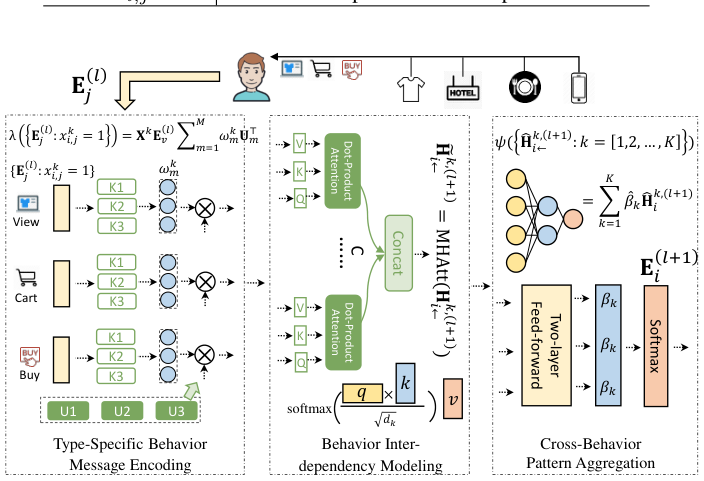 HOTEL
BUY
𝐄_j^(l)
λ({𝐄_j^(l): x_{i,j}^k = 1}) = 𝐗^k 𝐄_v^(l) ∑_{m=1}^M ω_m^k 𝐔_m^⊤
{𝐄_j^(l): x_{i,j}^k = 1}
ω_m^k
View
K1
K2
K3
Cart
K1
K2
K3
BUY
Buy
K1
K2
K3
U1 U2 U3
Type-Specific Behavior
Message Encoding
V
K
Q
Dot-Product
Attention
C
......
Concat
V
K
Q
Dot-Product
Attention
𝐇̃_{i←}^{k,(l+1)} = MHAtt(𝐇_{i←}^{k,(l+1)})
softmax(q × k / √d_k) v
Behavior Inter-
dependency Modeling
ψ({𝐇̂_{i←}^{k,(l+1)}: k = [1,2, …, K]})
= ∑_{k=1}^K β̂_k 𝐇̂_i^{k,(l+1)}
𝐄_i^(l+1)
Two-layer
Feed-forward
β_k
β_k
β_k
Softmax
Cross-Behavior
Pattern Aggregation